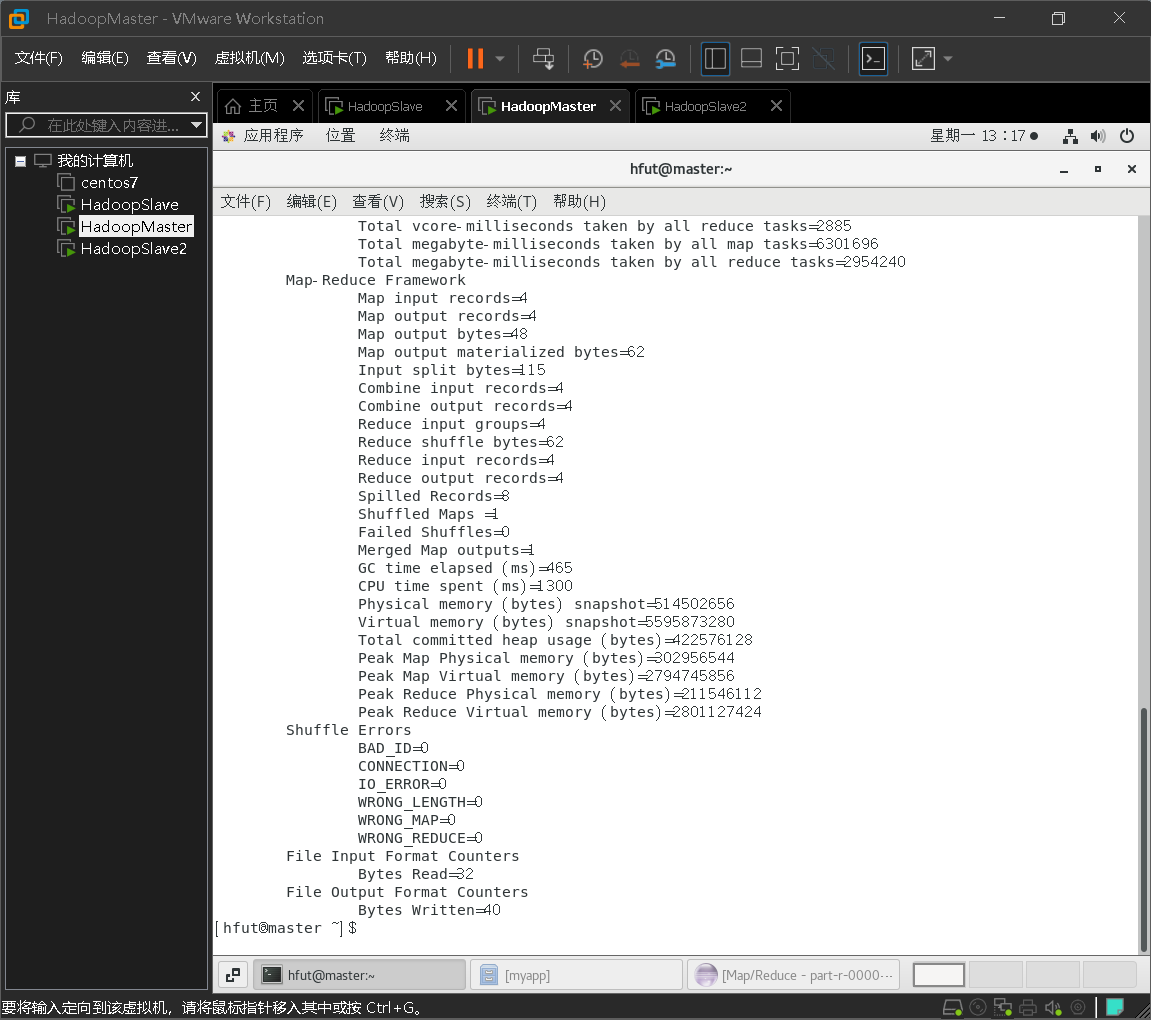 HadoopMaster - VMware Workstation
文件(F) 编辑(E) 查看(V) 虚拟机(M) 选项卡(T) 帮助(H)
库
在此处键入内容进...
我的计算机
centos7
HadoopSlave
HadoopMaster
HadoopSlave2
主页 HadoopSlave HadoopMaster HadoopSlave2
应用程序 位置 终端 星期一 13:17
hfut@master:~
文件(F) 编辑(E) 查看(V) 搜索(S) 终端(T) 帮助(H)
Total vcore-milliseconds taken by all reduce tasks=2885
Total megabyte-milliseconds taken by all map tasks=6301696
Total megabyte-milliseconds taken by all reduce tasks=2954240
Map-Reduce Framework
Map input records=4
Map output records=4
Map output bytes=48
Map output materialized bytes=62
Input split bytes=115
Combine input records=4
Combine output records=4
Reduce input groups=4
Reduce shuffle bytes=62
Reduce input records=4
Reduce output records=4
Spilled Records=8
Shuffled Maps =1
Failed Shuffles=0
Merged Map outputs=1
GC time elapsed (ms)=465
CPU time spent (ms)=1300
Physical memory (bytes) snapshot=514502656
Virtual memory (bytes) snapshot=5595873280
Total committed heap usage (bytes)=422576128
Peak Map Physical memory (bytes)=302956544
Peak Map Virtual memory (bytes)=2794745856
Peak Reduce Physical memory (bytes)=211546112
Peak Reduce Virtual memory (bytes)=2801127424
Shuffle Errors
BAD_ID=0
CONNECTION=0
IO_ERROR=0
WRONG_LENGTH=0
WRONG_MAP=0
WRONG_REDUCE=0
File Input Format Counters
Bytes Read=32
File Output Format Counters
Bytes Written=40
[hfut@master ~]$
hfut@master:~ [myapp] [Map/Reduce - part-r-0000···
要将输入定向到该虚拟机，请将鼠标指针移入其中或按 Ctrl+G。